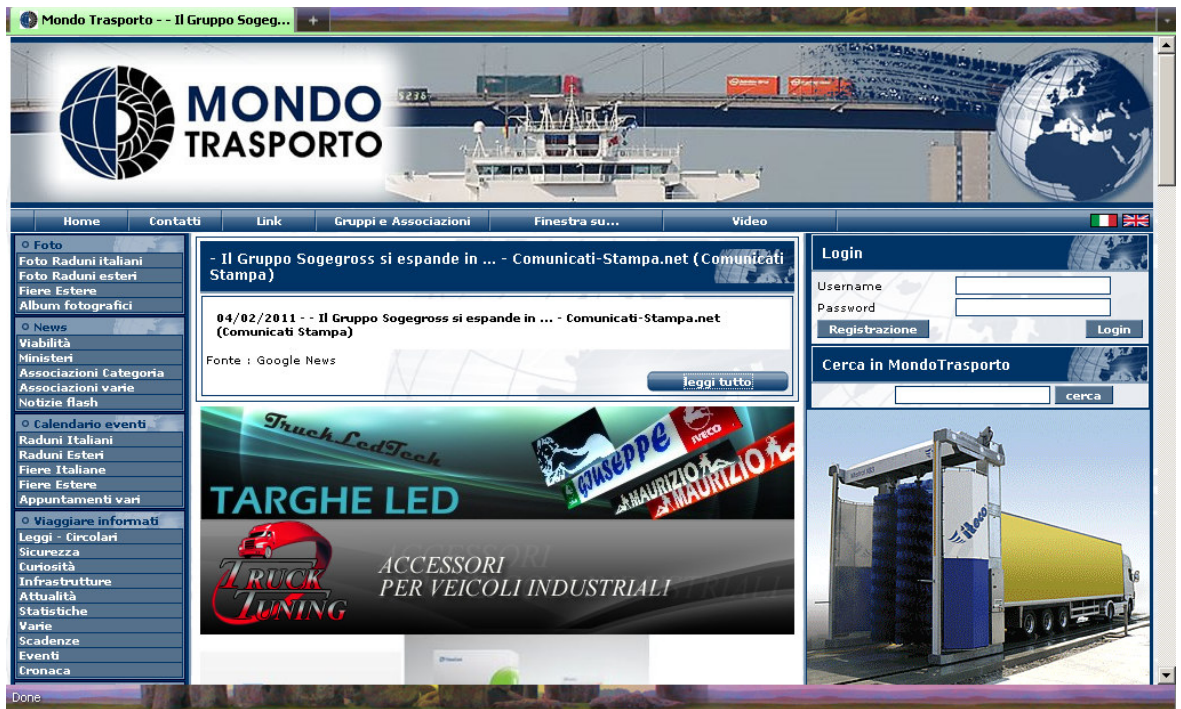 Mondo Trasporto - - Il Gruppo Sogeg...
MONDO
TRASPORTO
5236
Home Contatti Link Gruppi e Associazioni Finestra su... Video
Foto
Foto Raduni italiani
Foto Raduni esteri
Fiere Estere
Album fotografici
News
Viabilità
Ministeri
Associazioni Categoria
Associazioni varie
Notizie flash
Calendario eventi
Raduni Italiani
Raduni Esteri
Fiere Italiane
Fiere Estere
Appuntamenti vari
Viaggiare informati
Leggi - Circolari
Sicurezza
Curiosità
Infrastrutture
Attualità
Statistiche
Varie
Scadenze
Eventi
Cronaca
- Il Gruppo Sogegross si espande in ... - Comunicati-Stampa.net (Comunicati
Stampa)
04/02/2011 - - Il Gruppo Sogegross si espande in ... - Comunicati-Stampa.net
(Comunicati Stampa)
Fonte : Google News
leggi tutto
TruckLedTech
TARGHE LED
GIUSEPPE
IVECO
MAURIZIO
MAURIZIO
TRUCK
TUNING
ACCESSORI
PER VEICOLI INDUSTRIALI
Login
Username
Password
Registrazione Login
Cerca in MondoTrasporto
cerca
iteco
Done